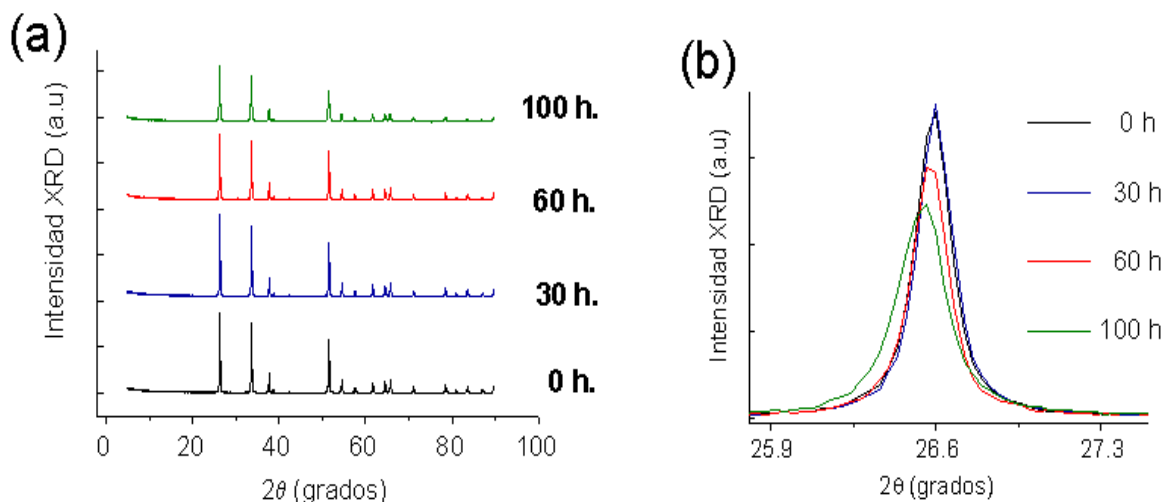 (a)
Intensidad XRD (a.u)
100 h.
60 h.
30 h.
0 h.
0 20 40 60 80 100
2θ (grados)
(b)
Intensidad XRD (a.u)
0 h
30 h
60 h
100 h
25.9 26.6 27.3
2θ (grados)